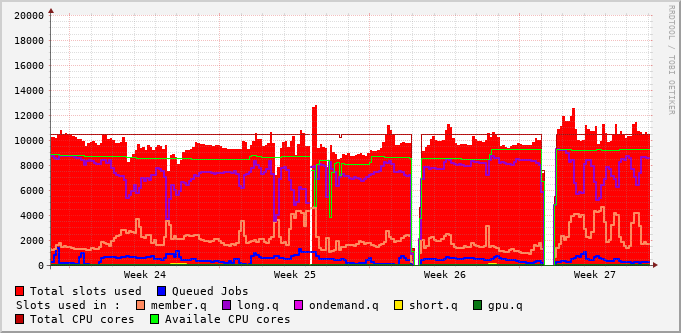 20000
18000
16000
14000
12000
10000
8000
6000
4000
2000
0
Week 24 Week 25 Week 26 Week 27
RRDTOOL / TOBI OETIKER
Total slots used Queued Jobs
Slots used in : member.q long.q ondemand.q short.q gpu.q
Total CPU cores Availale CPU cores